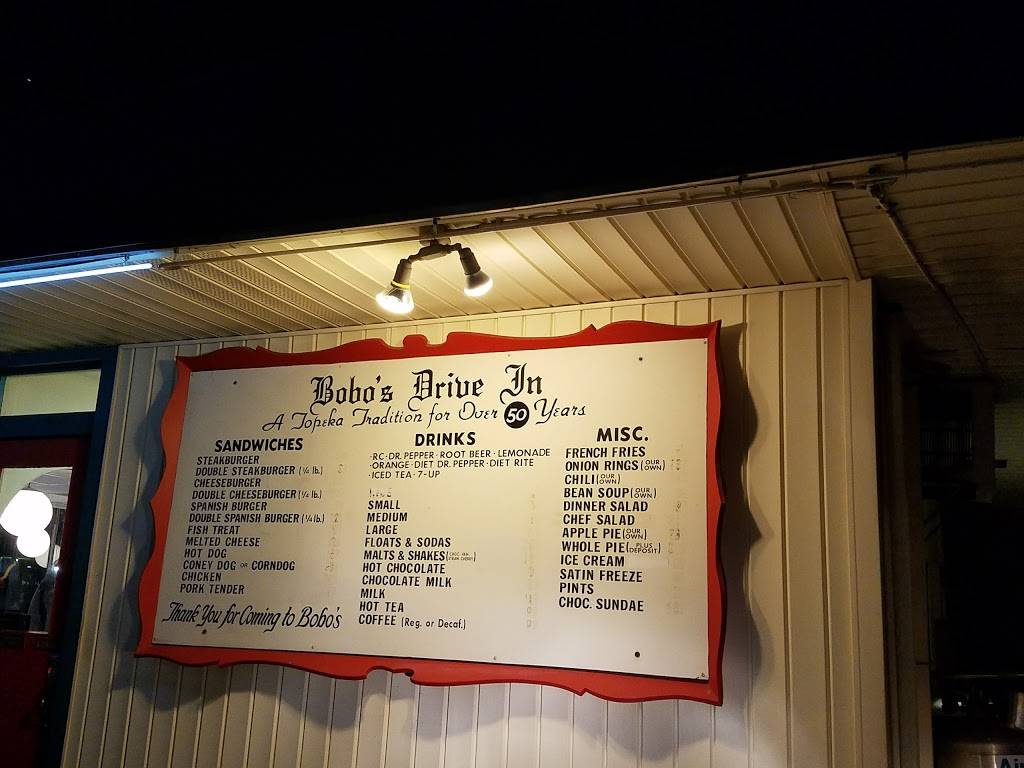 Bobo's Drive In
A Topeka Tradition for Over 50 Years
SANDWICHES
STEAKBURGER
DOUBLE STEAKBURGER (¼ lb.)
CHEESEBURGER
DOUBLE CHEESEBURGER (¼ lb.)
SPANISH BURGER
DOUBLE SPANISH BURGER (¼ lb.)
FISH TREAT
MELTED CHEESE
HOT DOG
CONEY DOG OR CORNDOG
CHICKEN
PORK TENDER
Thank You for Coming to Bobo's
DRINKS
·RC·DR. PEPPER·ROOT BEER·LEMONADE
·ORANGE·DIET DR. PEPPER·DIET RITE
·ICED TEA·7-UP
SMALL
MEDIUM
LARGE
FLOATS & SODAS
MALTS & SHAKES
HOT CHOCOLATE
CHOCOLATE MILK
MILK
HOT TEA
COFFEE (Reg. or Decaf.)
MISC.
FRENCH FRIES
ONION RINGS (OUR OWN)
CHILI (OUR OWN)
BEAN SOUP (OUR OWN)
DINNER SALAD
CHEF SALAD
APPLE PIE (OUR OWN)
WHOLE PIE (PLUS DEPOSIT)
ICE CREAM
SATIN FREEZE
PINTS
CHOC. SUNDAE